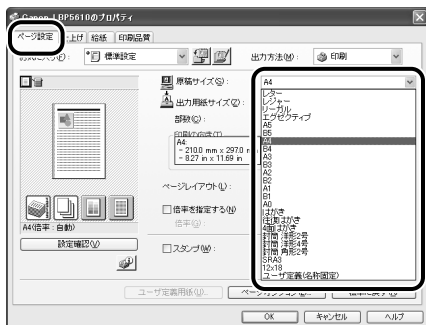 Canon LBP5610のプロパティ
ページ設定 上げ 給紙 印刷品質
標準設定 出力方法(M): 印刷
原稿サイズ(S): A4
出力用紙サイズ(Z):
部数(C):
印刷の向き(T)
A4:
- 210.0 mm x 297.0 m
- 8.27 in x 11.69 in
ページレイアウト(L):
倍率を指定する(N)
倍率(G):
スタンプ(W):
A4(倍率:自動)
設定確認(V)
レター
レジャー
リーガル
エグゼクティブ
A5
B5
A4
B4
A3
B3
A2
B2
A1
B1
A0
はがき
往復はがき
4面はがき
封筒 洋形2号
封筒 洋形4号
封筒 角形2号
SRA3
12x18
ユーザ定義(名称固定)
ユーザ定義用紙(U)...
OK キャンセル ヘルプ